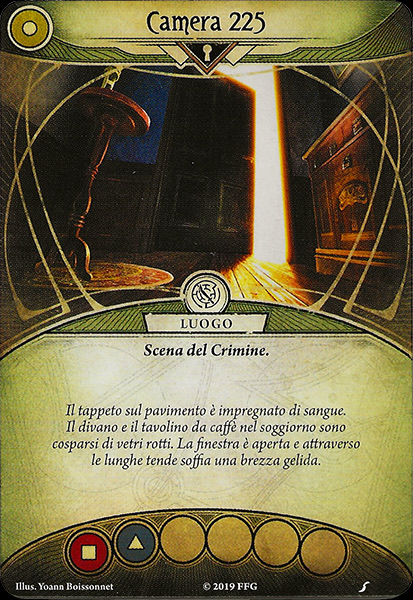 Camera 225
LUOGO
Scena del Crimine.
Il tappeto sul pavimento è impregnato di sangue.
Il divano e il tavolino da caffè nel soggiorno sono
cosparsi di vetri rotti. La finestra è aperta e attraverso
le lunghe tende soffia una brezza gelida.
Illus. Yoann Boissonnet
© 2019 FFG